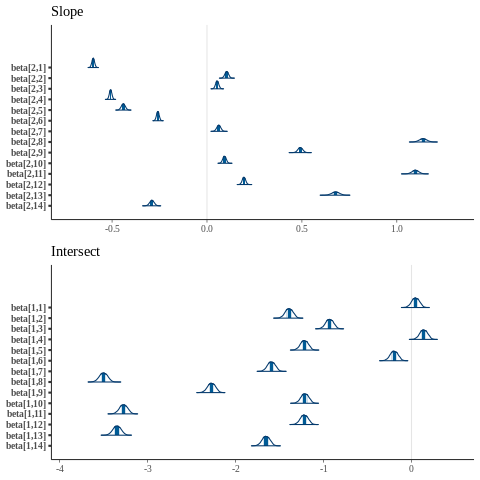 Slope
beta[2,1]
beta[2,2]
beta[2,3]
beta[2,4]
beta[2,5]
beta[2,6]
beta[2,7]
beta[2,8]
beta[2,9]
beta[2,10]
beta[2,11]
beta[2,12]
beta[2,13]
beta[2,14]
-0.5 0.0 0.5 1.0
Intersect
beta[1,1]
beta[1,2]
beta[1,3]
beta[1,4]
beta[1,5]
beta[1,6]
beta[1,7]
beta[1,8]
beta[1,9]
beta[1,10]
beta[1,11]
beta[1,12]
beta[1,13]
beta[1,14]
-4 -3 -2 -1 0